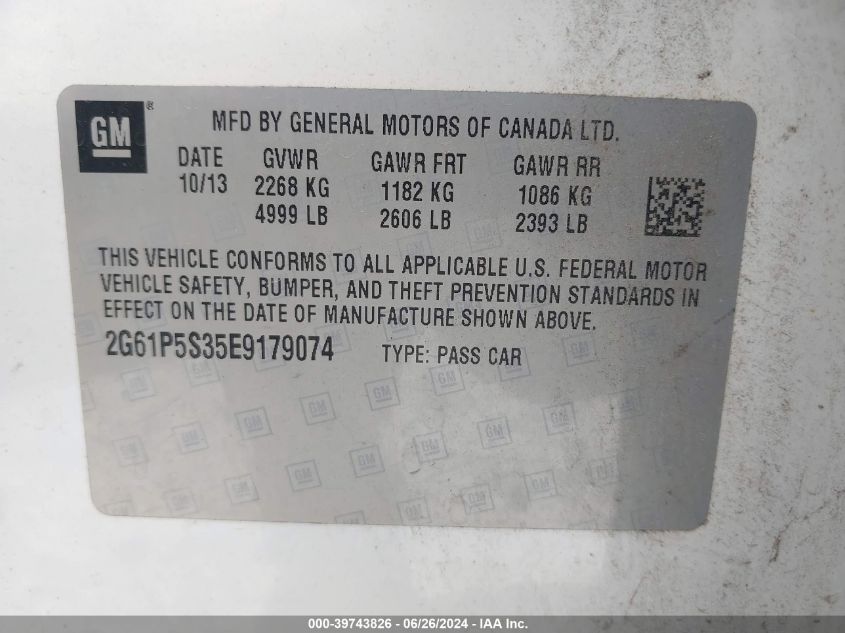 GM ® MFD BY GENERAL MOTORS OF CANADA LTD.
DATE GVWR GAWR FRT GAWR RR
10/13 2268 KG 1182 KG 1086 KG
4999 LB 2606 LB 2393 LB
THIS VEHICLE CONFORMS TO ALL APPLICABLE U.S. FEDERAL MOTOR
VEHICLE SAFETY, BUMPER, AND THEFT PREVENTION STANDARDS IN
EFFECT ON THE DATE OF MANUFACTURE SHOWN ABOVE.
2G61P5S35E9179074 TYPE: PASS CAR
000-39743826 - 06/26/2024 - IAA Inc.